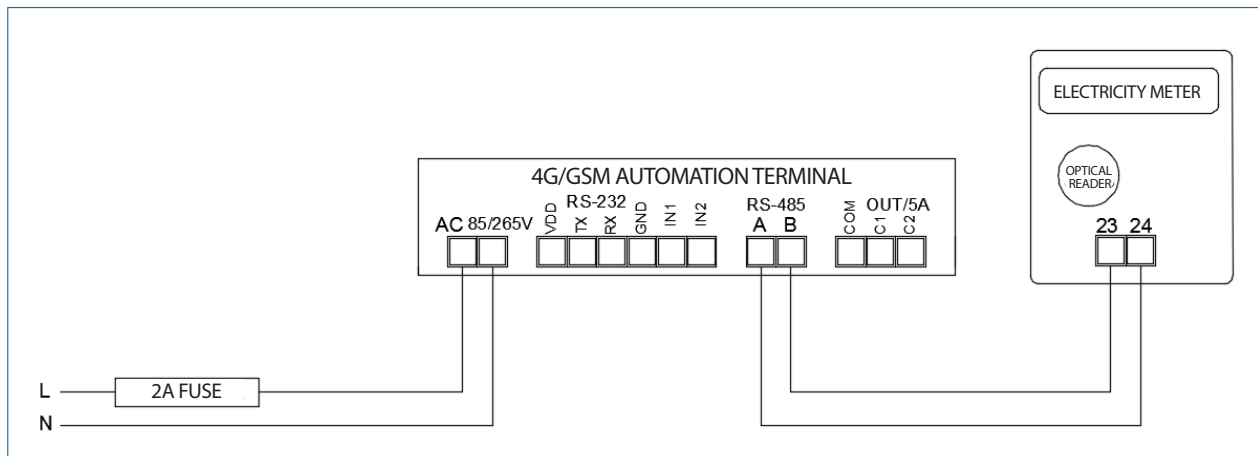 ELECTRICITY METER
OPTICAL
READER
23 24
4G/GSM AUTOMATION TERMINAL
RS-232 RS-485 OUT/5A
AC 85/265V VDD TX RX GND IN1 IN2 A B COM C1 C2
L 2A FUSE
N